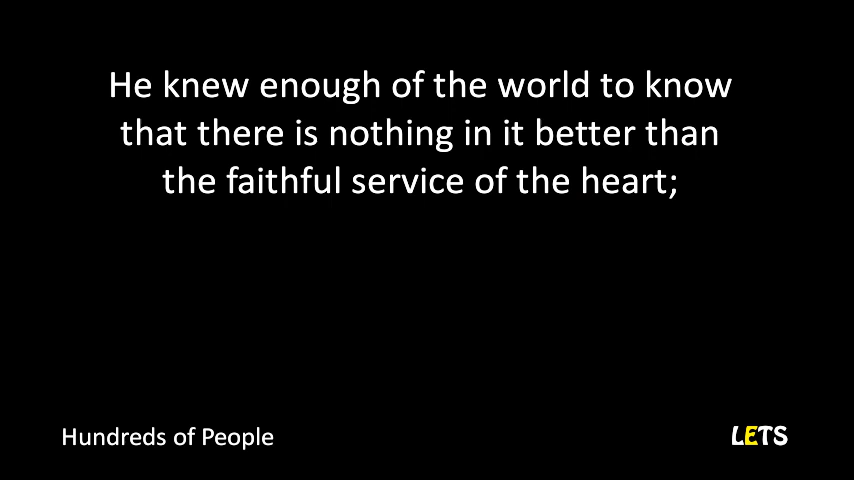 He knew enough of the world to know
that there is nothing in it better than
the faithful service of the heart;
Hundreds of People
LETS